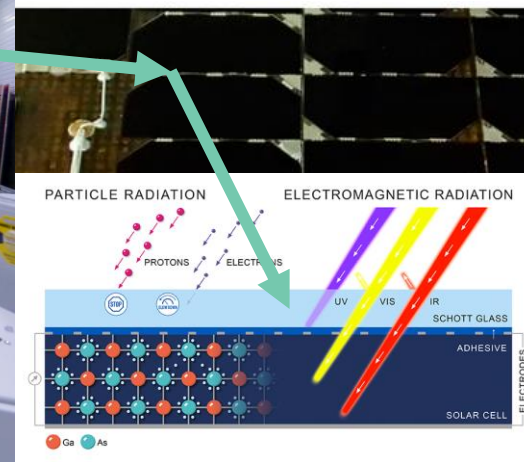 PARTICLE RADIATION
ELECTROMAGNETIC RADIATION
PROTONS
ELECTRONS
STOP
SLOW DOWN
UV
VIS
IR
SCHOTT GLASS
ADHESIVE
ELECTRODES
SOLAR CELL
Ga
As